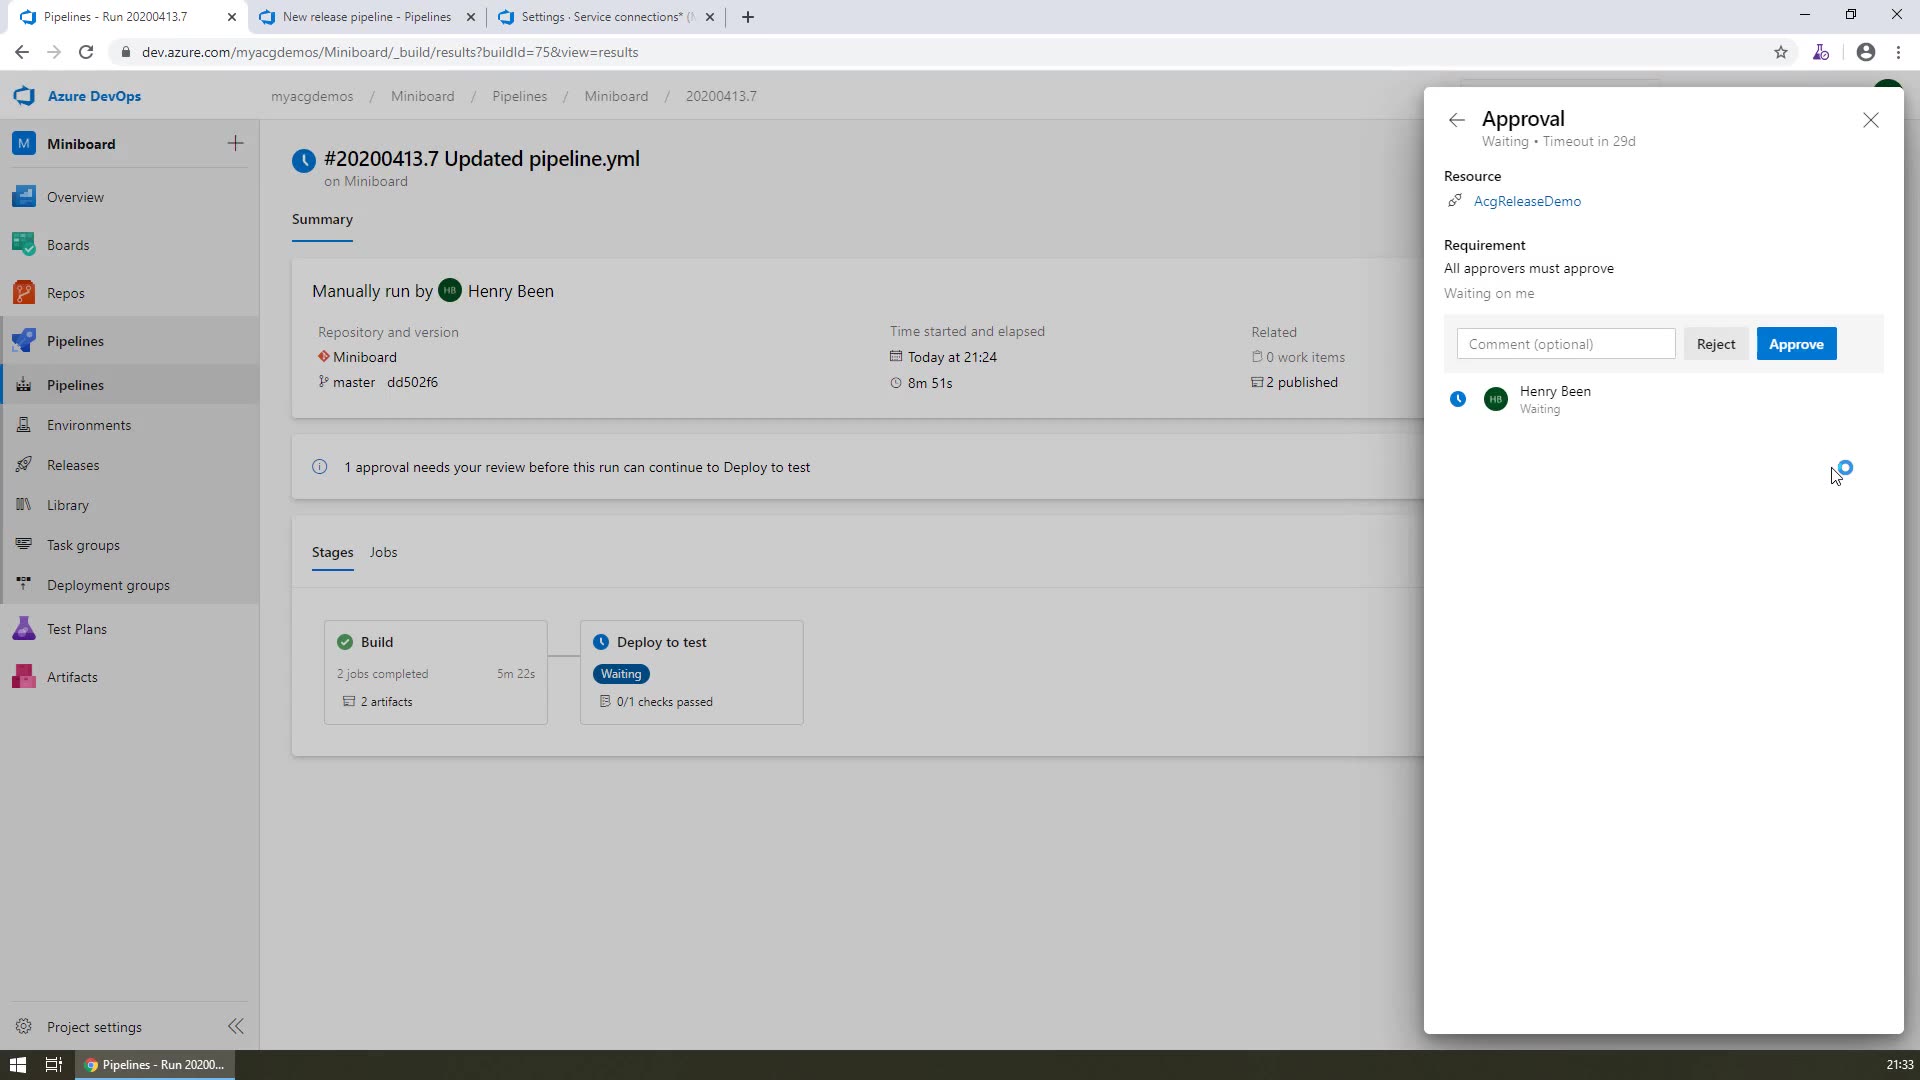 Pipelines - Run 20200413.7
New release pipeline - Pipelines
Settings · Service connections* (
dev.azure.com/myacgdemos/Miniboard/_build/results?buildId=75&view=results
Azure DevOps
myacgdemos / Miniboard / Pipelines / Miniboard / 20200413.7
M Miniboard
Overview
Boards
Repos
Pipelines
Pipelines
Environments
Releases
Library
Task groups
Deployment groups
Test Plans
Artifacts
Project settings
#20200413.7 Updated pipeline.yml
on Miniboard
Summary
Manually run by HB Henry Been
Repository and version
Miniboard
master dd502f6
Time started and elapsed
Today at 21:24
8m 51s
Related
0 work items
2 published
1 approval needs your review before this run can continue to Deploy to test
Stages Jobs
Build
2 jobs completed 5m 22s
2 artifacts
Deploy to test
Waiting
0/1 checks passed
Approval
Waiting • Timeout in 29d
Resource
AcgReleaseDemo
Requirement
All approvers must approve
Waiting on me
Comment (optional) Reject Approve
HB Henry Been
Waiting
Pipelines - Run 20200...
21:33